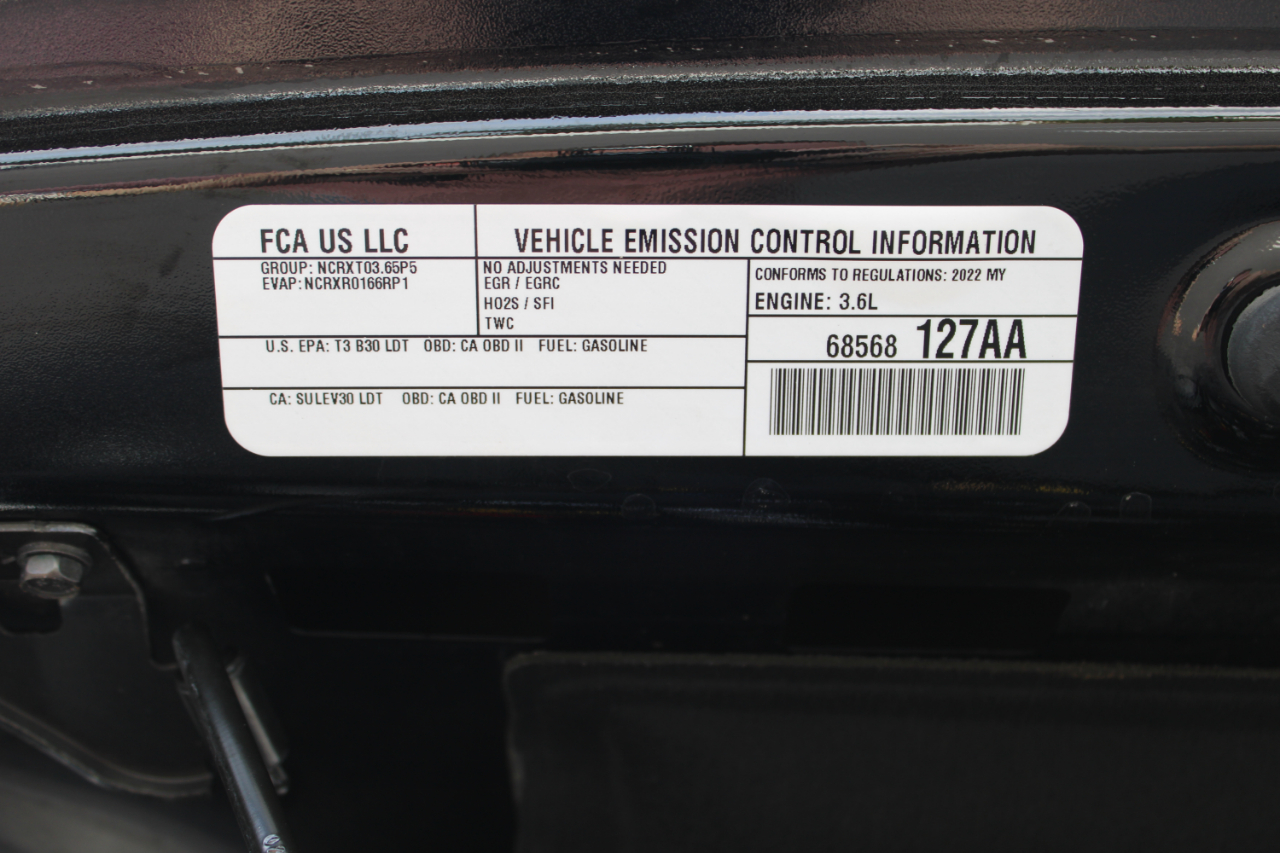 FCA US LLC
VEHICLE EMISSION CONTROL INFORMATION
GROUP: NCRXT03.65P5
EVAP: NCRXR0166RP1
NO ADJUSTMENTS NEEDED
EGR / EGRC
HO2S / SFI
TWC
CONFORMS TO REGULATIONS: 2022 MY
ENGINE: 3.6L
68568 127AA
U.S. EPA: T3 B30 LDT OBD: CA OBD II FUEL: GASOLINE
CA: SULEV30 LDT OBD: CA OBD II FUEL: GASOLINE